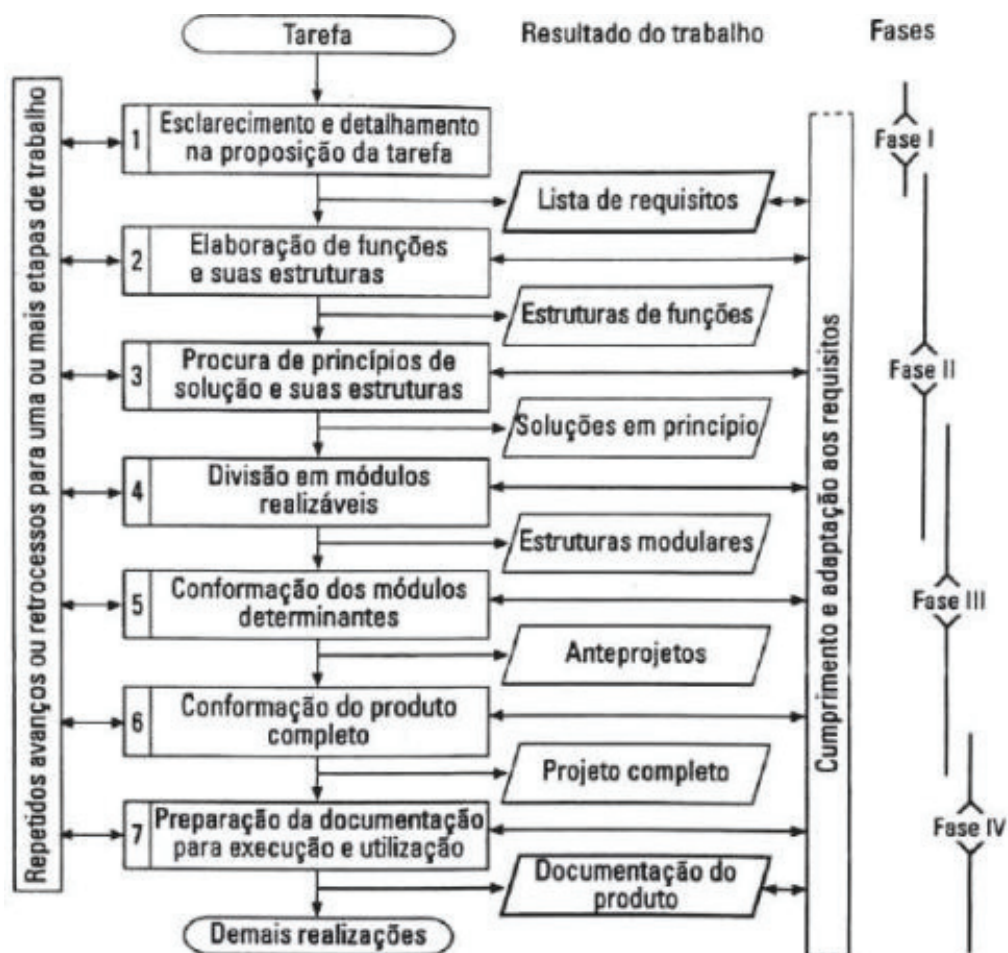 Tarefa
Resultado do trabalho
Fases
Repetidos avanços ou retrocessos para uma ou mais etapas de trabalho
1
Esclarecimento e detalhamento
na proposição da tarefa
Fase I
Lista de requisitos
2
Elaboração de funções
e suas estruturas
Estruturas de funções
3
Procura de princípios de
solução e suas estruturas
Fase II
Soluções em princípio
4
Divisão em módulos
realizáveis
Estruturas modulares
5
Conformação dos módulos
determinantes
Fase III
Anteprojetos
6
Conformação do produto
completo
Projeto completo
7
Preparação da documentação
para execução e utilização
Fase IV
Documentação do
produto
Demais realizações
Cumprimento e adaptação aos requisitos